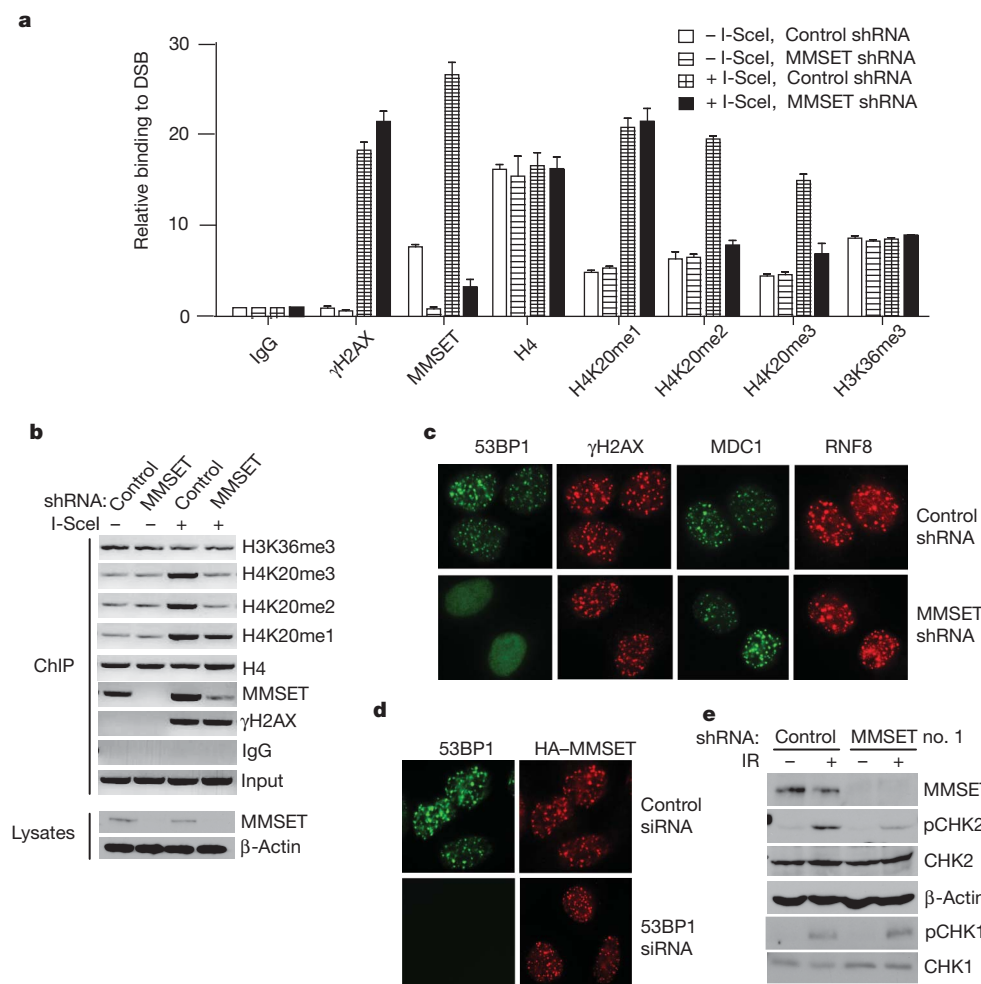 a
30
20
10
0
Relative binding to DSB
– I-SceI, Control shRNA
– I-SceI, MMSET shRNA
+ I-SceI, Control shRNA
+ I-SceI, MMSET shRNA
IgG
γH2AX
MMSET
H4
H4K20me1
H4K20me2
H4K20me3
H3K36me3
b
shRNA: Control MMSET Control MMSET
I-SceI – – + +
ChIP
H3K36me3
H4K20me3
H4K20me2
H4K20me1
H4
MMSET
γH2AX
IgG
Input
Lysates
MMSET
β-Actin
c
53BP1 γH2AX MDC1 RNF8
Control
shRNA
MMSET
shRNA
d
53BP1 HA–MMSET
Control
siRNA
53BP1
siRNA
e
shRNA: Control MMSET no. 1
IR – + – +
MMSET
pCHK2
CHK2
β-Actin
pCHK1
CHK1